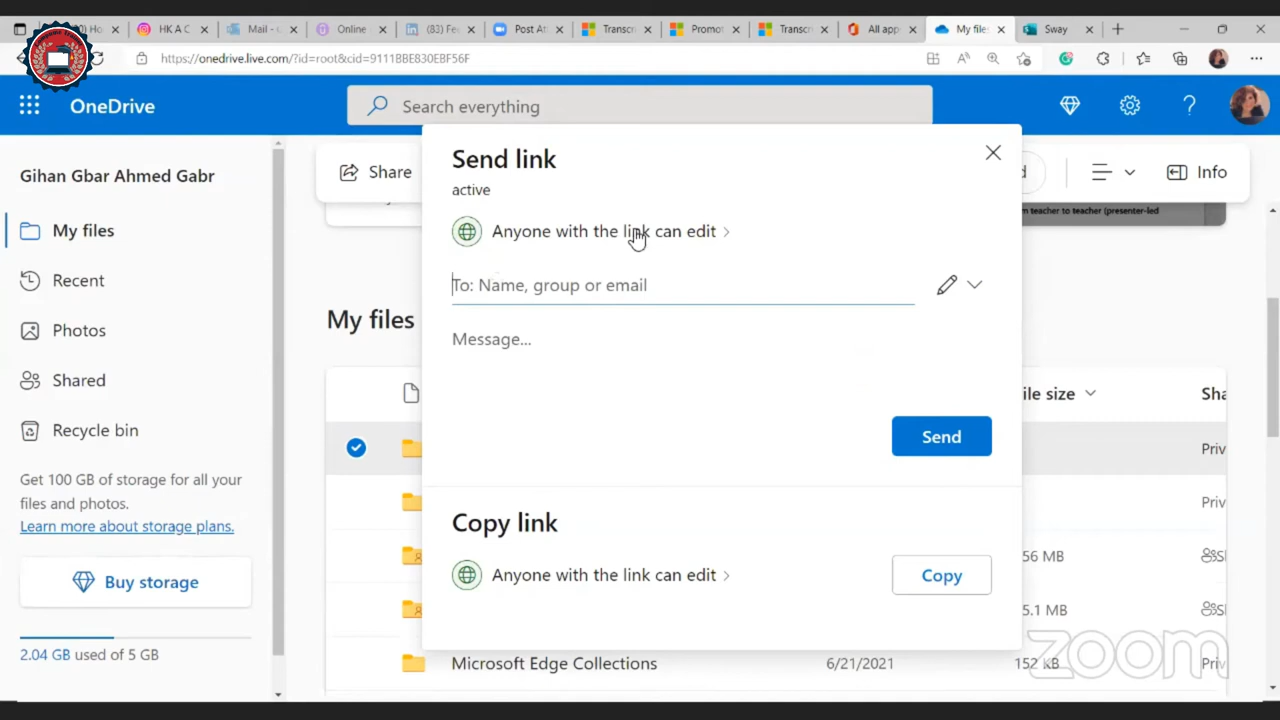 HK A C
Mail -
Online
(83) Fe
Post At
Transcr
Promot
Transcr
All app
My file
Sway
https://onedrive.live.com/?id=root&cid=9111BBE830EBF56F
OneDrive
Search everything
Gihan Gbar Ahmed Gabr
My files
Recent
Photos
Shared
Recycle bin
Get 100 GB of storage for all your
files and photos.
Learn more about storage plans.
Buy storage
2.04 GB used of 5 GB
Share
Info
m teacher to teacher (presenter-led
My files
ile size
Sha
Priv
Priv
56 MB
5.1 MB
Microsoft Edge Collections
6/21/2021
152 KB
Priv
Send link
active
Anyone with the link can edit
To: Name, group or email
Message...
Send
Copy link
Anyone with the link can edit
Copy
zoom